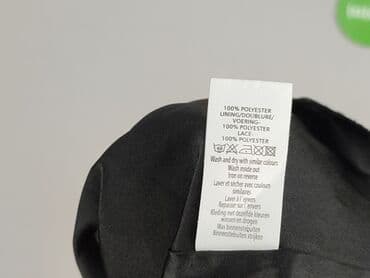 100% POLYESTER
LINING/DOUBLURE/
VOERING-
100% POLYESTER
LACE-
100% POLYESTER
Wash and dry with similar colours
Wash inside out
Iron on reverse
Laver et sécher avec couleurs
similaires
Laver à l'envers
Repasser sur l'envers
Kleding met dezelfde kleuren
wassen en drogen
Was binnenstebuiten
Binnenstebuiten strijken